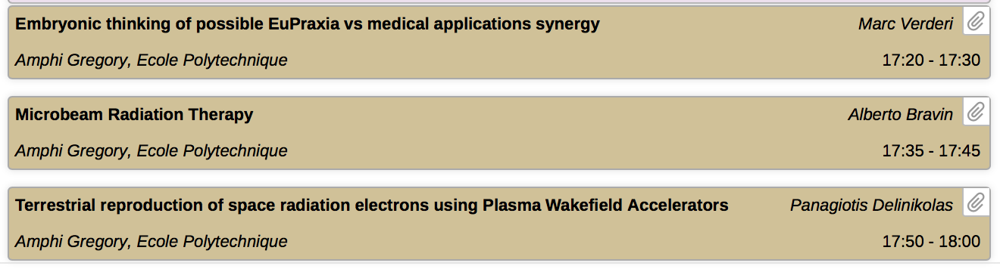 Embryonic thinking of possible EuPraxia vs medical applications synergy Marc Verderi
Amphi Gregory, Ecole Polytechnique 17:20 - 17:30
Microbeam Radiation Therapy Alberto Bravin
Amphi Gregory, Ecole Polytechnique 17:35 - 17:45
Terrestrial reproduction of space radiation electrons using Plasma Wakefield Accelerators Panagiotis Delinikolas
Amphi Gregory, Ecole Polytechnique 17:50 - 18:00